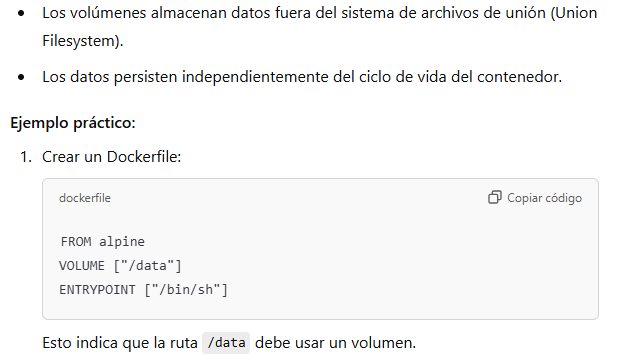 • Los volúmenes almacenan datos fuera del sistema de archivos de unión (Union
Filesystem).
• Los datos persisten independientemente del ciclo de vida del contenedor.
Ejemplo práctico:
1. Crear un Dockerfile:
dockerfile Copiar código
FROM alpine
VOLUME ["/data"]
ENTRYPOINT ["/bin/sh"]
Esto indica que la ruta /data debe usar un volumen.